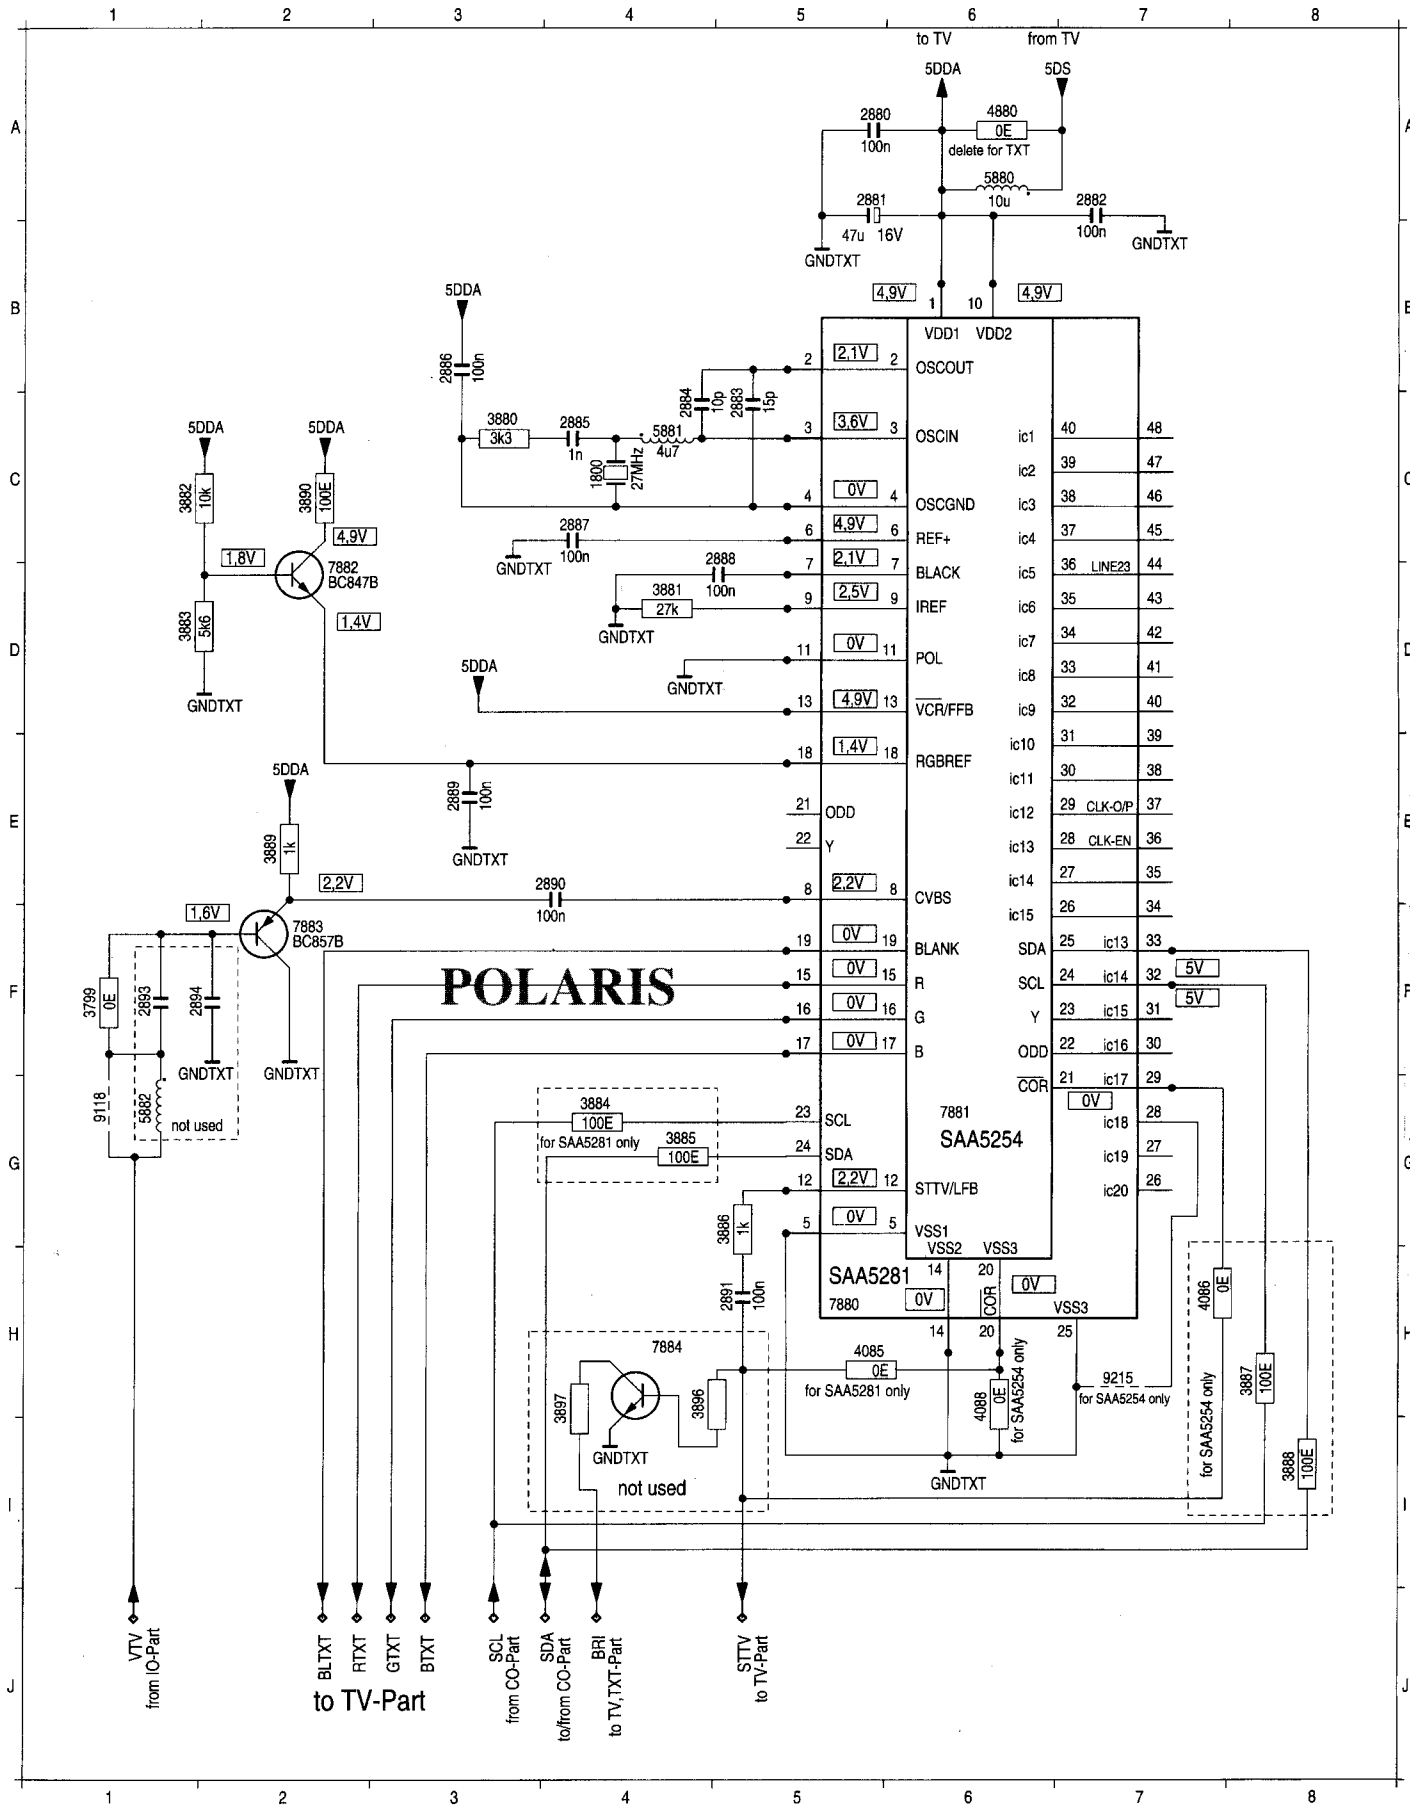 1 2 3 4 5 6 7 8
to TV from TV
5DDA 5DS
A 2880 4880 A
0E
100n delete for TXT
5880
10u
2881 2882
47u 16V 100n
GNDTXT GNDTXT
5DDA 4,9V 1 10 4,9V
B
VDD1 VDD2
2886 100n
2 2,1V 2 OSCOUT
2884 10p 2883 15p
5DDA 5DDA
3880 2885 5881
3k3 1n 4u7
3 3,6V 3 OSCIN ic1 40 48
1800 27MHz
ic2 39 47
C
3882 10k 3890 100E
4 0V 4 OSCGND ic3 38 46
2887
100n
GNDTXT
6 4,9V 6 REF+ ic4 37 45
1,8V 4,9V
7882
BC847B
2888
100n
7 2,1V 7 BLACK ic5 36 LINE23 44
3881
27k
9 2,5V 9 IREF ic6 35 43
3883 5k6
1,4V
GNDTXT
ic7 34 42
D D
11 0V 11 POL ic8 33 41
GNDTXT
5DDA
GNDTXT
13 4,9V 13 VCR/FFB ic9 32 40
ic10 31 39
18 1,4V 18 RGBREF
5DDA
ic11 30 38
2889 100n
21 ODD ic12 29 CLK-O/P 37
E
3889 1k
GNDTXT
22 Y ic13 28 CLK-EN 36
2,2V
2890
100n
8 2,2V 8 CVBS ic14 27 35
1,6V
7883
BC857B
ic15 26 34
19 0V 19 BLANK SDA 25 ic13 33
5V
POLARIS
F
3799 0E 2893 2894
15 0V 15 R SCL 24 ic14 32
5V
16 0V 16 G Y 23 ic15 31
17 0V 17 B ODD 22 ic16 30
GNDTXT GNDTXT
COR 21 ic17 29
0V
9118 5882
not used
3884
100E
for SAA5281 only
23 SCL
7881
SAA5254
ic18 28
G
3885
100E
24 SDA ic19 27
12 2,2V 12 STTV/LFB ic20 26
3886 1k
5 0V 5 VSS1
VSS2 VSS3
SAA5281 14 20 0V
7880 0V COR VSS3
14 20 25
2891 100n
4086 0E
H
7884
4085
0E
for SAA5281 only
4088 0E
for SAA5254 only
9215
for SAA5254 only
3887 100E
3897 3896
GNDTXT
not used
GNDTXT
for SAA5254 only
3888 100E
I I
VTV
from IO-Part
BLTXT
RTXT
GTXT
BTXT
to TV-Part
SCL
from CO-Part
SDA
to/from CO-Part
BRI
to TV,TXT-Part
STTV
to TV-Part
J J
1 2 3 4 5 6 7 8